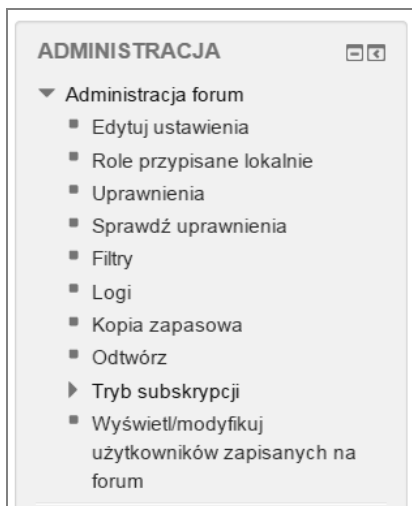 ADMINISTRACJA
Administracja forum
Edytuj ustawienia
Role przypisane lokalnie
Uprawnienia
Sprawdź uprawnienia
Filtry
Logi
Kopia zapasowa
Odtwórz
Tryb subskrypcji
Wyświetl/modyfikuj
użytkowników zapisanych na
forum